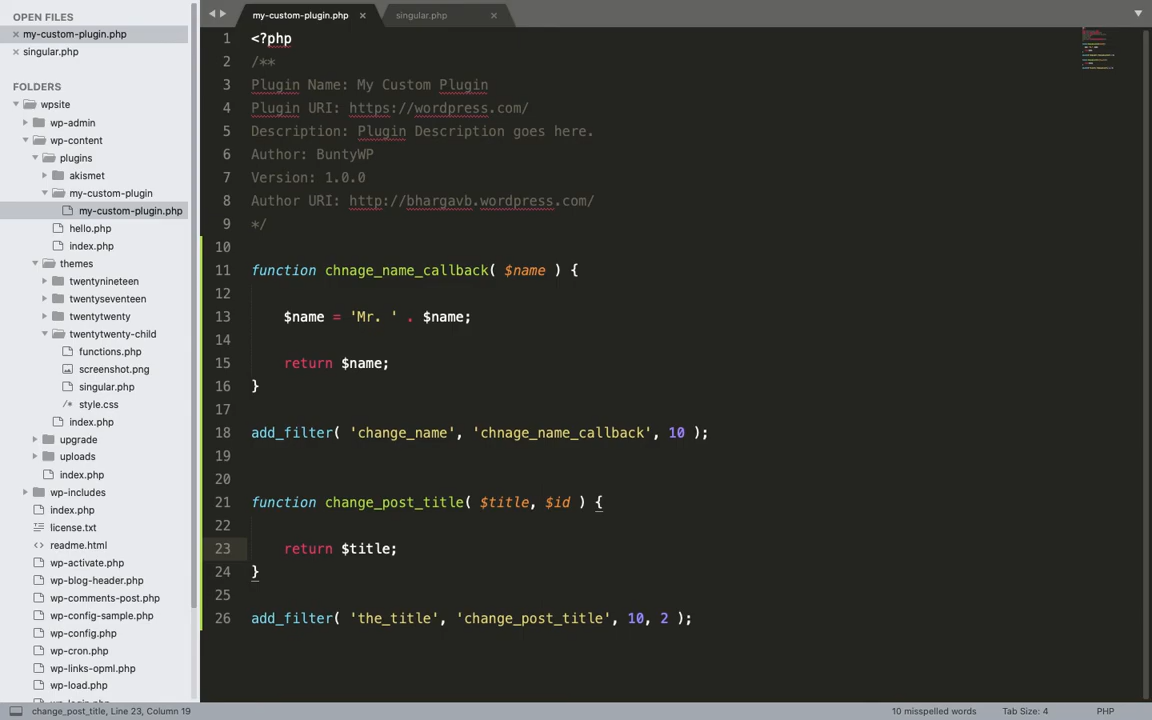 OPEN FILES
my-custom-plugin.php
singular.php
FOLDERS
wpsite
wp-admin
wp-content
plugins
akismet
my-custom-plugin
my-custom-plugin.php
hello.php
index.php
themes
twentynineteen
twentyseventeen
twentytwenty
twentytwenty-child
functions.php
screenshot.png
singular.php
/* style.css
index.php
upgrade
uploads
index.php
wp-includes
index.php
license.txt
<> readme.html
wp-activate.php
wp-blog-header.php
wp-comments-post.php
wp-config-sample.php
wp-config.php
wp-cron.php
wp-links-opml.php
wp-load.php
my-custom-plugin.php
singular.php
1 <?php
2 /**
3 Plugin Name: My Custom Plugin
4 Plugin URI: https://wordpress.com/
5 Description: Plugin Description goes here.
6 Author: BuntyWP
7 Version: 1.0.0
8 Author URI: http://bhargavb.wordpress.com/
9 */
10
11 function chnage_name_callback( $name ) {
12
13 $name = 'Mr. ' . $name;
14
15 return $name;
16 }
17
18 add_filter( 'change_name', 'chnage_name_callback', 10 );
19
20
21 function change_post_title( $title, $id ) {
22
23 return $title;
24 }
25
26 add_filter( 'the_title', 'change_post_title', 10, 2 );
change_post_title, Line 23, Column 19
10 misspelled words
Tab Size: 4
PHP